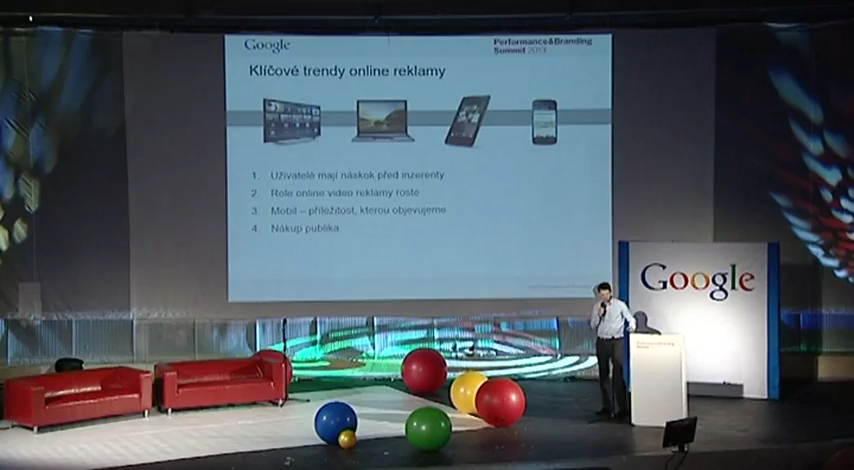 Google
Performance&Branding
Summit 2013
Klíčové trendy online reklamy
1. Uživatelé mají náskok před inzerenty
2. Role online video reklamy roste
3. Mobil – příležitost, kterou objevujeme
4. Nákup publika
Google